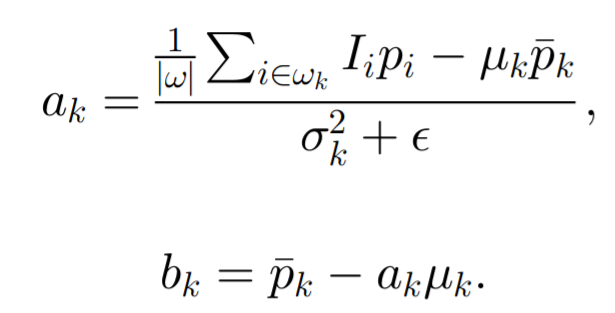 a_k = \frac{\frac{1}{|\omega|} \sum_{i \in \omega_k} I_i p_i - \mu_k \bar{p}_k}{\sigma_k^2 + \epsilon},
b_k = \bar{p}_k - a_k \mu_k.